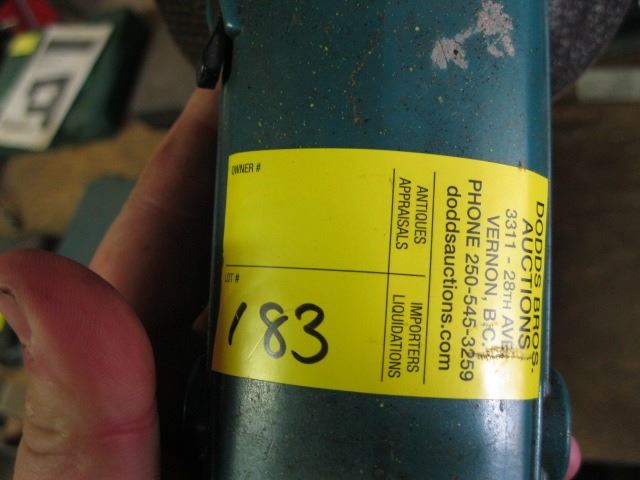 DODDS BROS.
AUCTIONS
3311 - 28TH AVE
VERNON, B.C.
PHONE 250-545-3259
doddsauctions.com
ANTIQUES
APPRAISALS
IMPORTERS
LIQUIDATIONS
OWNER #
LOT #
183